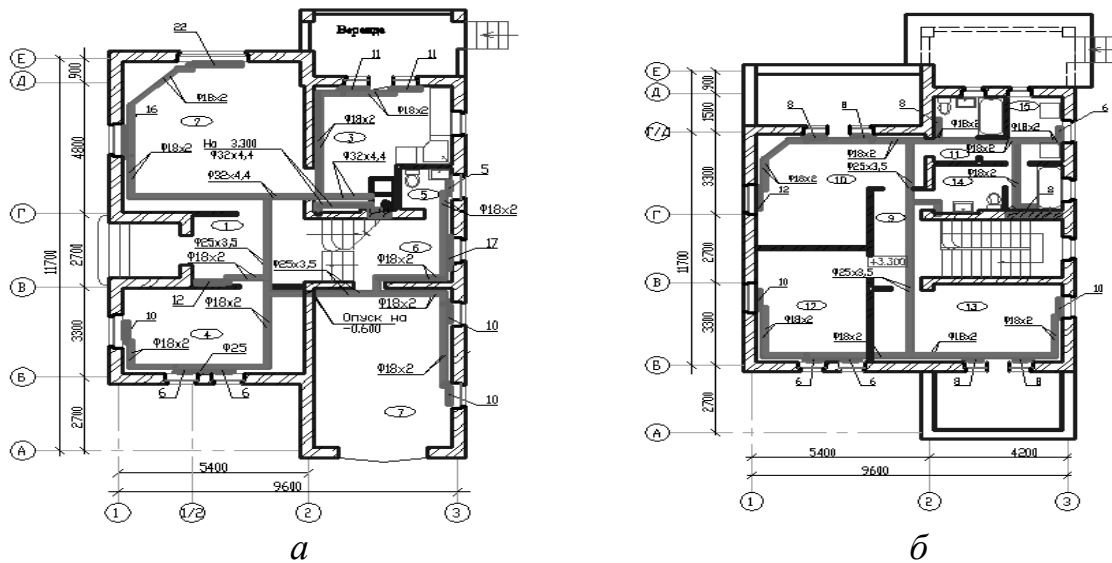 22
Веранда
11
11
Е
Д
900
Ф18х2
Ф18х2
16
2
Ф18х2
3
4800
Ф18х2
На 3.300
Ф32х4,4
Ф32х4,4
Ф32х4,4
5
5
Ф18х2
Г
1
6
11700
2700
Ф25х3,5
Ф18х2
Ф25х3,5
17
В
12
Ф18х2
Ф18х2
10
Опуск на
-0.600
4
3300
Ф18х2
Ф25
10
Ф18х2
Б
6
6
10
2700
7
А
5400
9600
1
1/2
2
3
а
Е
Д
900
1500
8
8
8
15
6
Г/Д
Ф18х2
Ф18х2
Ф18х2
11
Ф18х2
Ф25х3,5
Ф18х2
10
Ф18х2
14
8
3300
12
9
Г
11700
2700
+3.300
Ф25х3,5
В
10
10
12
13
3300
Ф18х2
Ф18х2
Ф18х2
Ф18х2
Б
6
6
8
8
2700
А
5400
4200
9600
1
2
3
б